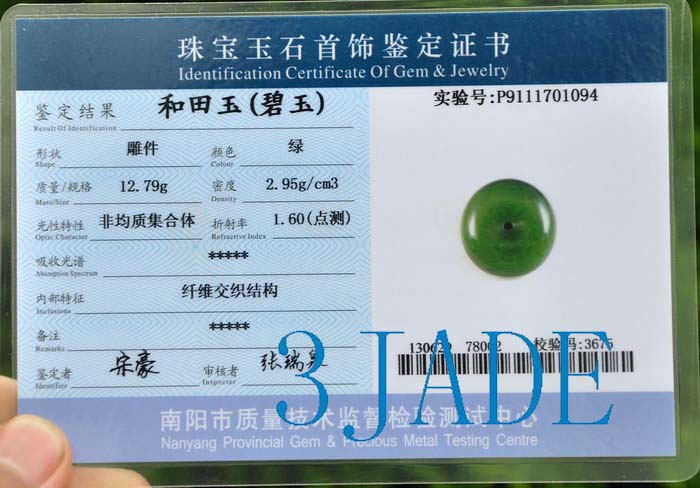 珠宝玉石首饰鉴定证书
Identification Certificate Of Gem & Jewelry
鉴定结果 和田玉(碧玉)
Result Of Identification
实验号:P9111701094
形状 雕件 颜色 绿
Shape Colour
质量/规格 12.79g 密度 2.95g/cm3
Mass/Size Density
光性特性 非均质集合体 折射率 1.60(点测)
Optic Character Refractive Index
吸收光谱 *****
Absorption Spectrum
内部特征 纤维交织结构
Inclusions
备注 *****
Remarks
鉴定者 宋豪 审核者 张瑞
Identifier Inspector
130620 78002 校验码:3675
3 JADE
南阳市质量技术监督检验测试中心
Nanyang Provincial Gem & Precious Metal Testing Centre